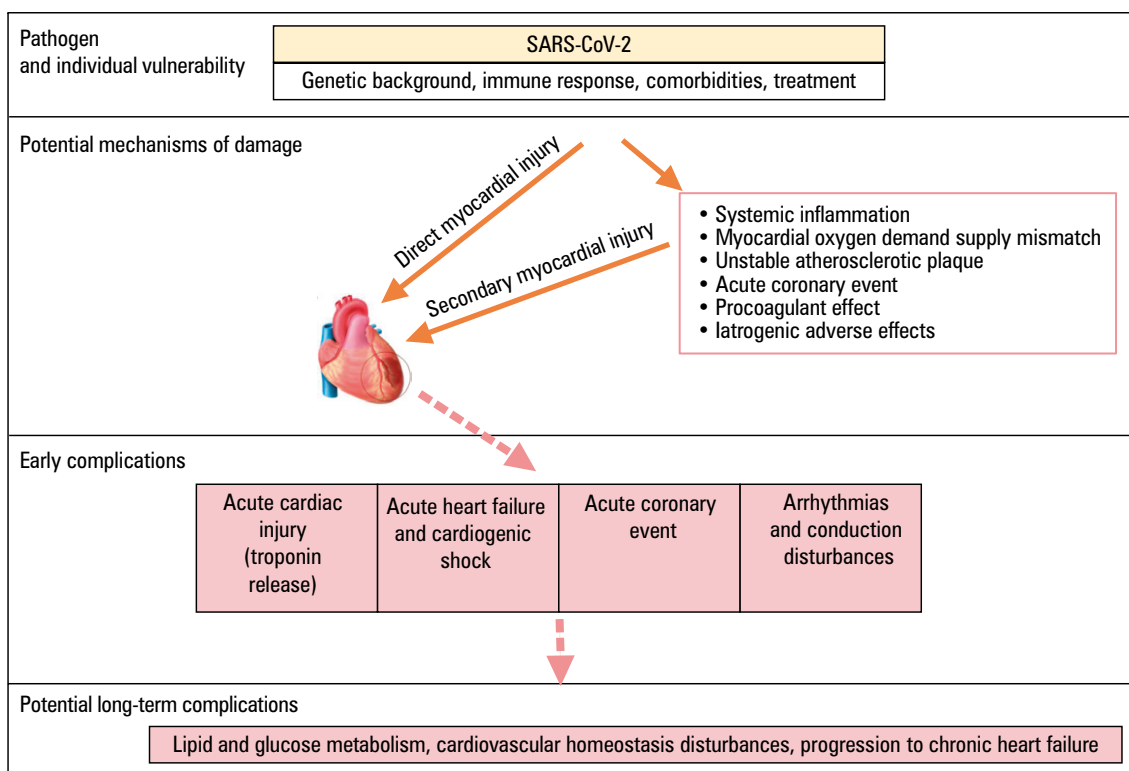 Pathogen
and individual vulnerability
SARS-CoV-2
Genetic background, immune response, comorbidities, treatment
Potential mechanisms of damage
Direct myocardial injury
Secondary myocardial injury
• Systemic inflammation
• Myocardial oxygen demand supply mismatch
• Unstable atherosclerotic plaque
• Acute coronary event
• Procoagulant effect
• Iatrogenic adverse effects
Early complications
Acute cardiac
injury
(troponin
release)
Acute heart failure
and cardiogenic
shock
Acute coronary
event
Arrhythmias
and conduction
disturbances
Potential long-term complications
Lipid and glucose metabolism, cardiovascular homeostasis disturbances, progression to chronic heart failure